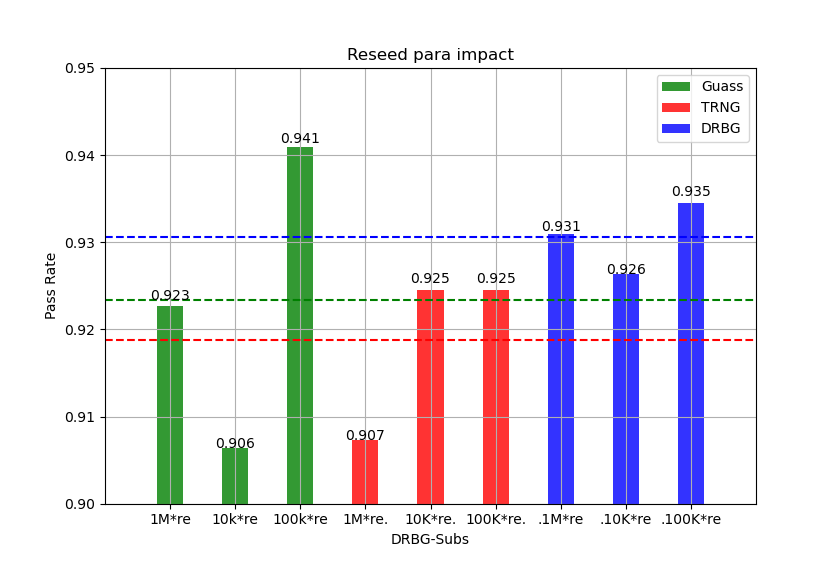 Reseed para impact
0.95
0.94
0.93
0.92
0.91
0.90
Pass Rate
Guass
TRNG
DRBG
0.923
0.906
0.941
0.907
0.925
0.925
0.931
0.926
0.935
1M*re
10k*re
100k*re
1M*re.
10K*re.
100K*re.
.1M*re
.10K*re
.100K*re
DRBG-Subs